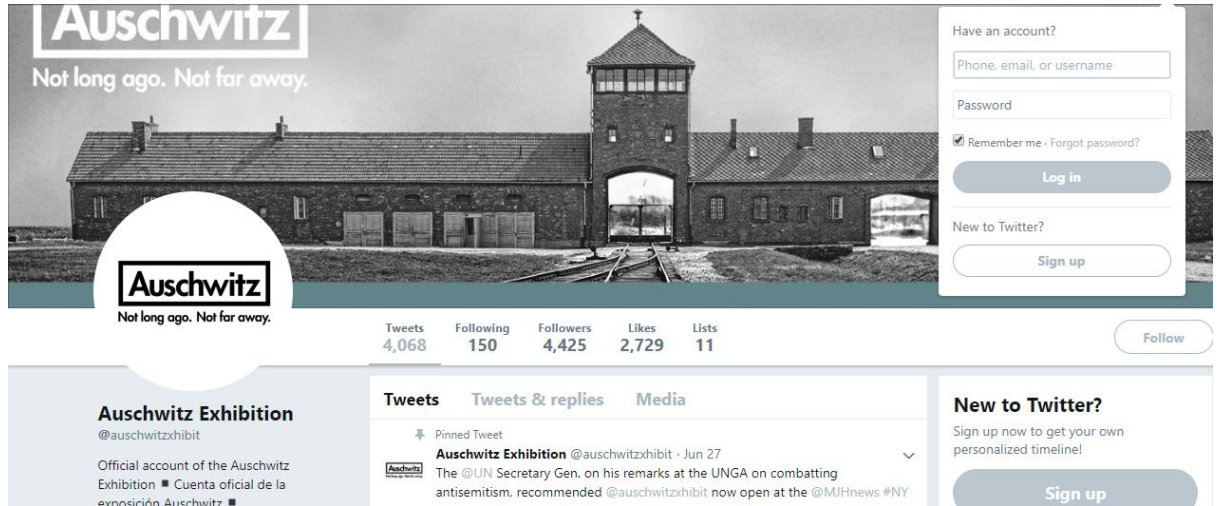 Auschwitz
Not long ago. Not far away.
Have an account?
Phone, email, or username
Password
Remember me · Forgot password?
Log in
New to Twitter?
Sign up
Auschwitz
Not long ago. Not far away.
Tweets Following Followers Likes Lists
4,068 150 4,425 2,729 11
Follow
Auschwitz Exhibition
@auschwitzxhibit
Official account of the Auschwitz
Exhibition ■ Cuenta oficial de la
exposición Auschwitz ■
Tweets Tweets & replies Media
Pinned Tweet
Auschwitz Exhibition @auschwitzxhibit · Jun 27
Auschwitz
The @UN Secretary Gen. on his remarks at the UNGA on combatting
antisemitism, recommended @auschwitzxhibit now open at the @MJHnews #NY
New to Twitter?
Sign up now to get your own
personalized timeline!
Sign up